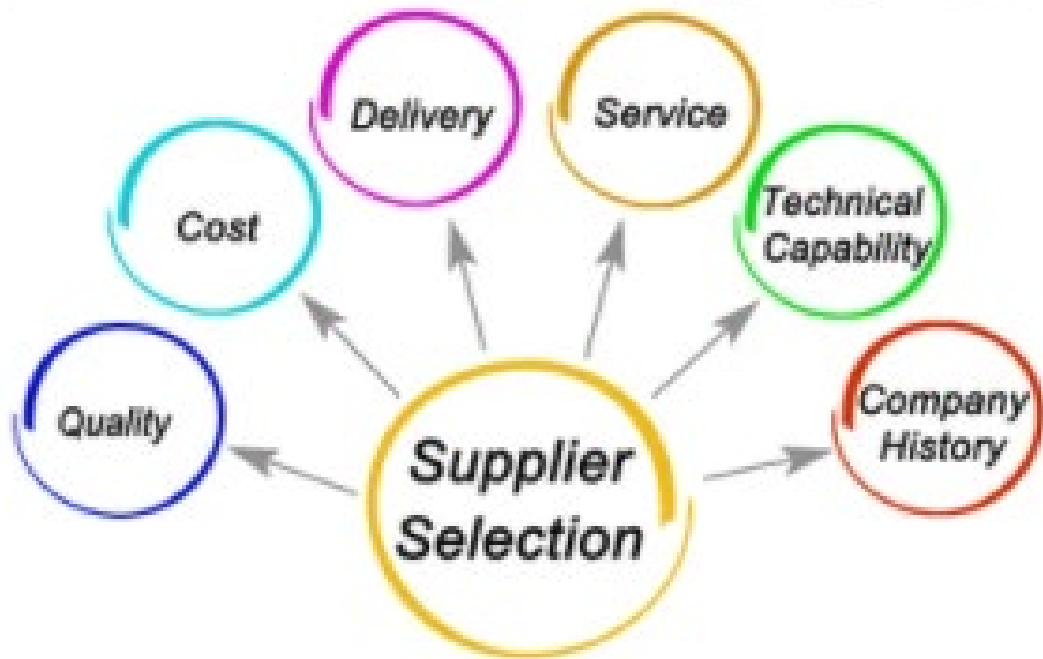 Delivery
Service
Cost
Technical
Capability
Quality
Company
History
Supplier
Selection